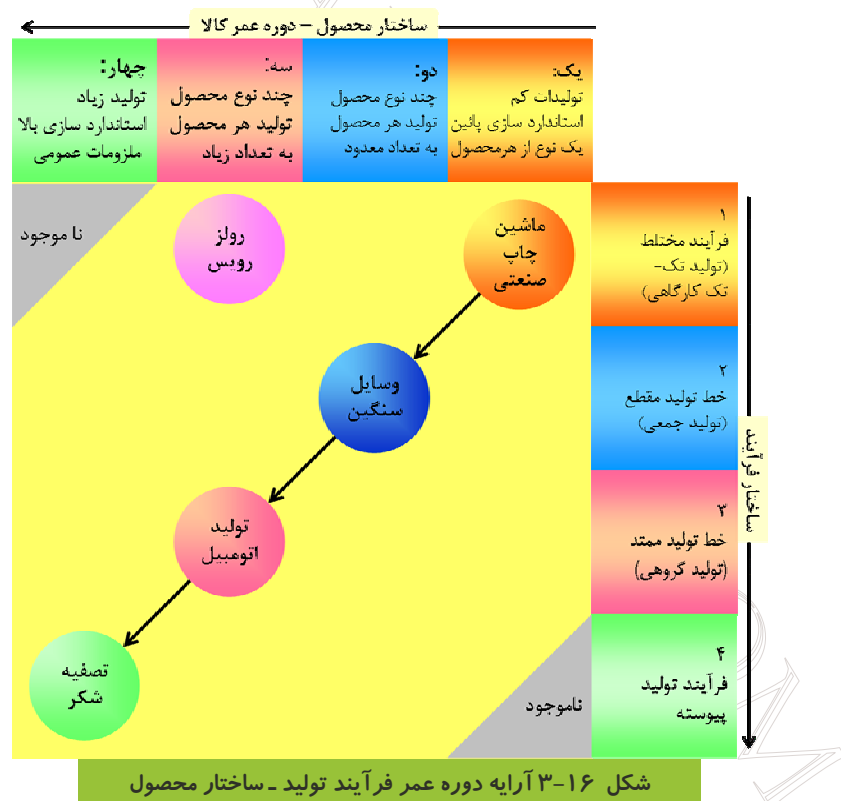 ساختار محصول – دوره عمر کالا
یک:
تولیدات کم
استاندارد سازی پائین
یک نوع از هرمحصول
دو:
چند نوع محصول
تولید هر محصول
به تعداد معدود
سه:
چند نوع محصول
تولید هر محصول
به تعداد زیاد
چهار:
تولید زیاد
استاندارد سازی بالا
ملزومات عمومی
ساختار فرآیند
۱
فرآیند مختلط
(تولید تک-
تک کارگاهی)
۲
خط تولید مقطع
(تولید جمعی)
۳
خط تولید ممتد
(تولید گروهی)
۴
فرآیند تولید
پیوسته
ماشین
چاپ
صنعتی
رولز
رویس
نا موجود
وسایل
سنگین
تولید
اتومبیل
تصفیه
شکر
ناموجود
شکل ۱۶-۳ آرایه دوره عمر فرآیند تولید ـ ساختار محصول